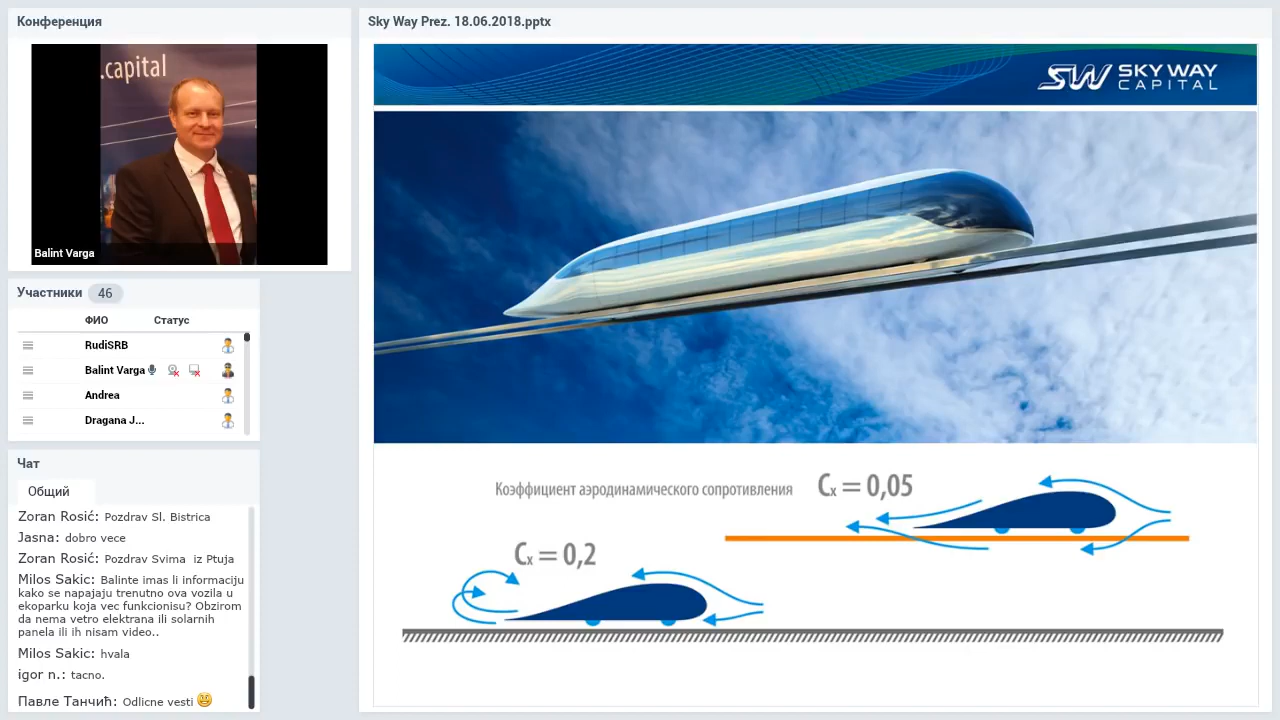 Конференция
.capital
Balint Varga
Участники 46
ФИО Статус
RudiSRB
Balint Varga
Andrea
Dragana J...
Чат
Общий
Zoran Rosić: Pozdrav Sl. Bistrica
Jasna: dobro vece
Zoran Rosić: Pozdrav Svima iz Ptuja
Milos Sakic: Balinte imas li informaciju
kako se napajaju trenutno ova vozila u
ekoparku koja vec funkcionisu? Obzirom
da nema vetro elektrana ili solarnih
panela ili ih nisam video..
Milos Sakic: hvala
igor n.: tacno.
Павле Танчић: Odlicne vesti
Sky Way Prez. 18.06.2018.pptx
SW SKY WAY
CAPITAL
Коэффициент аэродинамического сопротивления
Cx = 0,05
Cx = 0,2